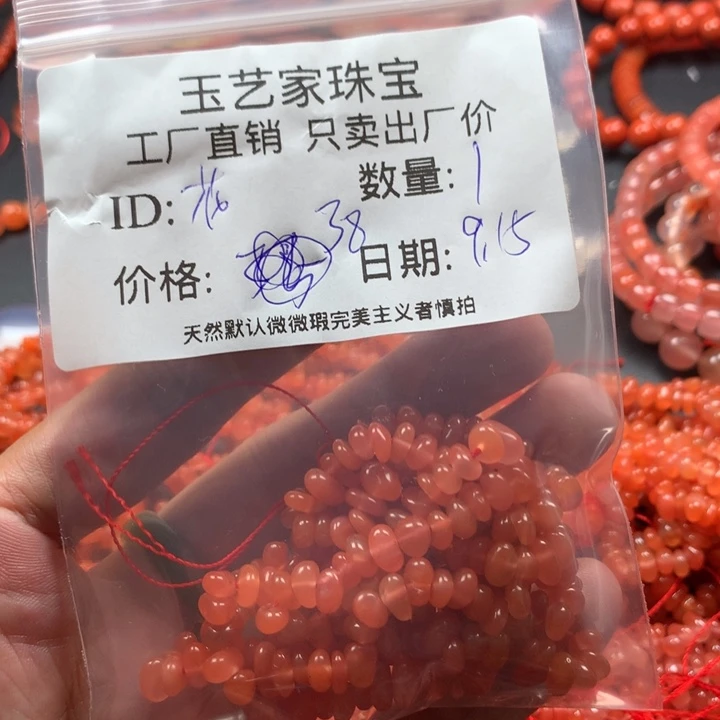 玉艺家珠宝
工厂直销 只卖出厂价
ID: 数量: 1
价格: 38 日期: 9.15
天然默认微微瑕完美主义者慎拍